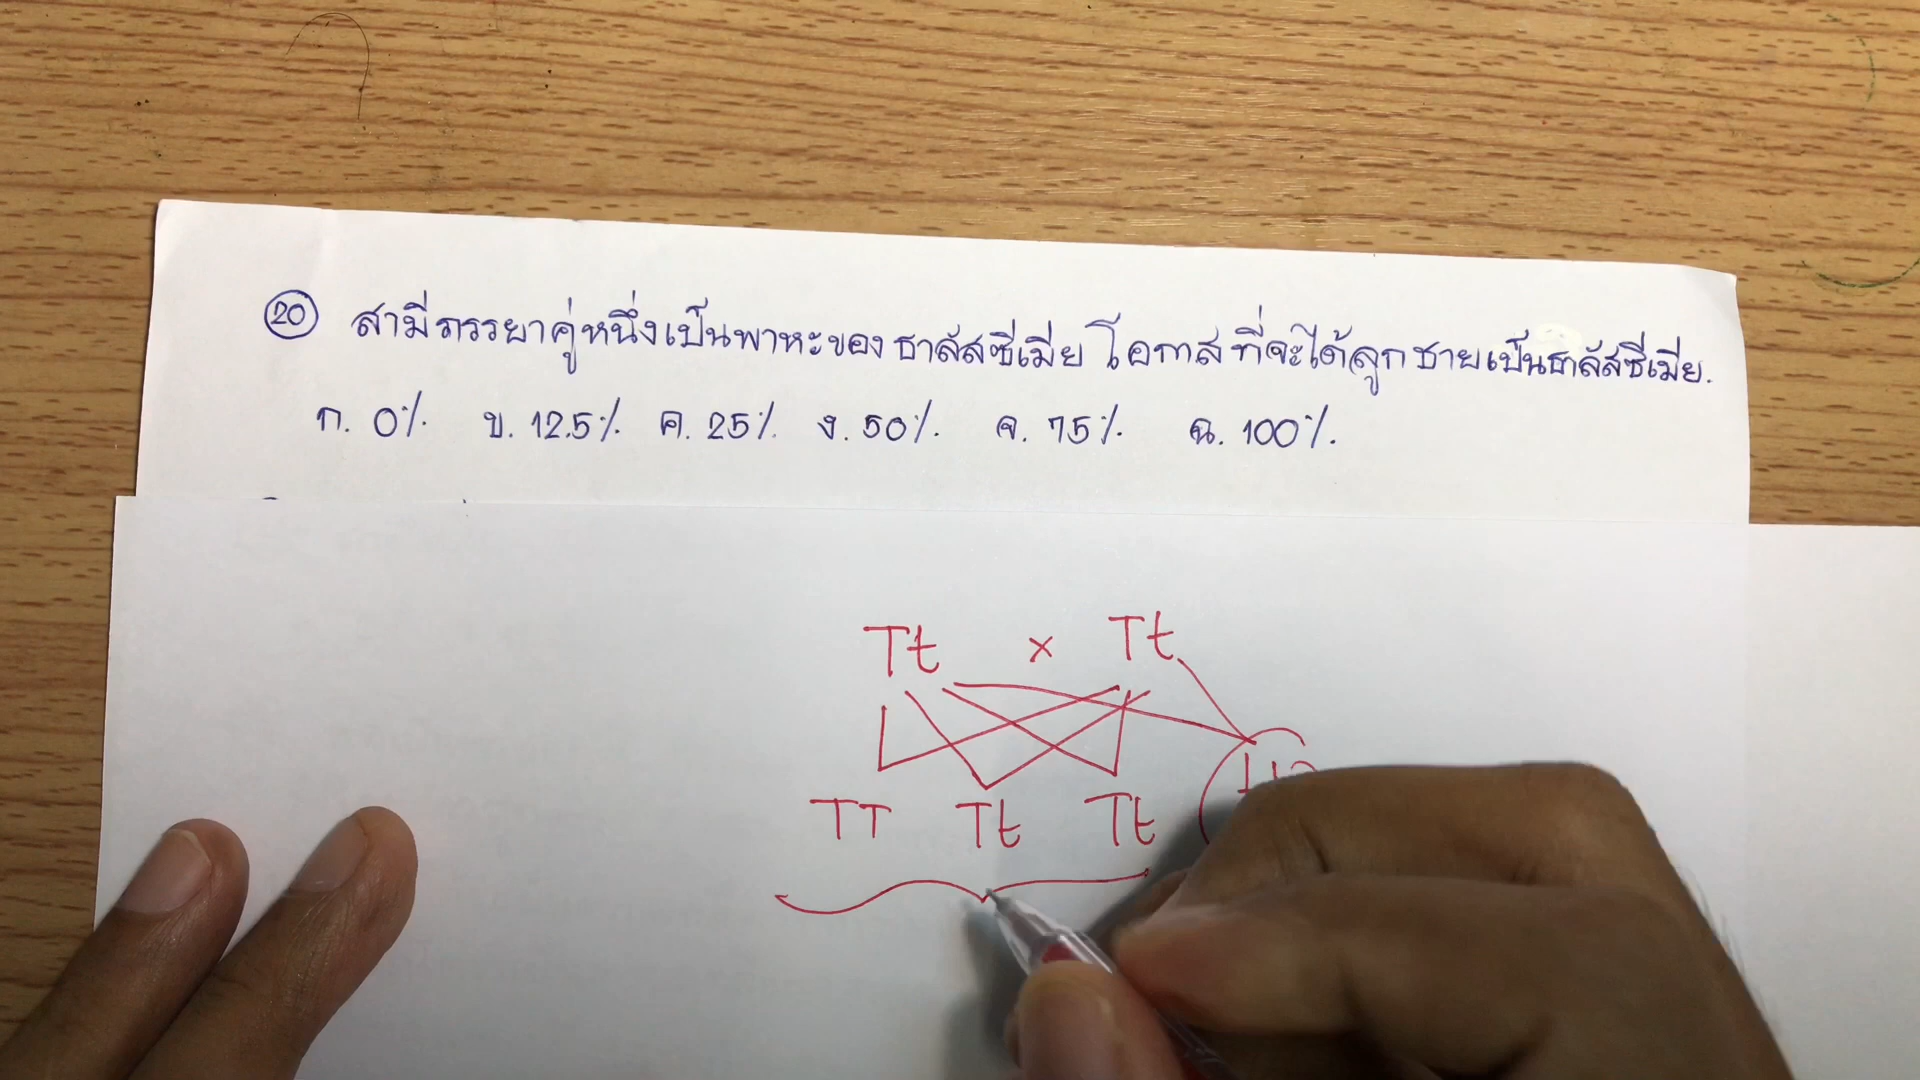 20 สามีภรรยาคู่หนึ่งเป็นพาหะของธาลัสซีเมีย โอกาสที่จะได้ลูกชายเป็นธาลัสซีเมีย.
ก. 0% ข. 12.5% ค. 25% ง. 50% จ. 75% ฉ. 100%.
Tt × Tt
TT Tt Tt